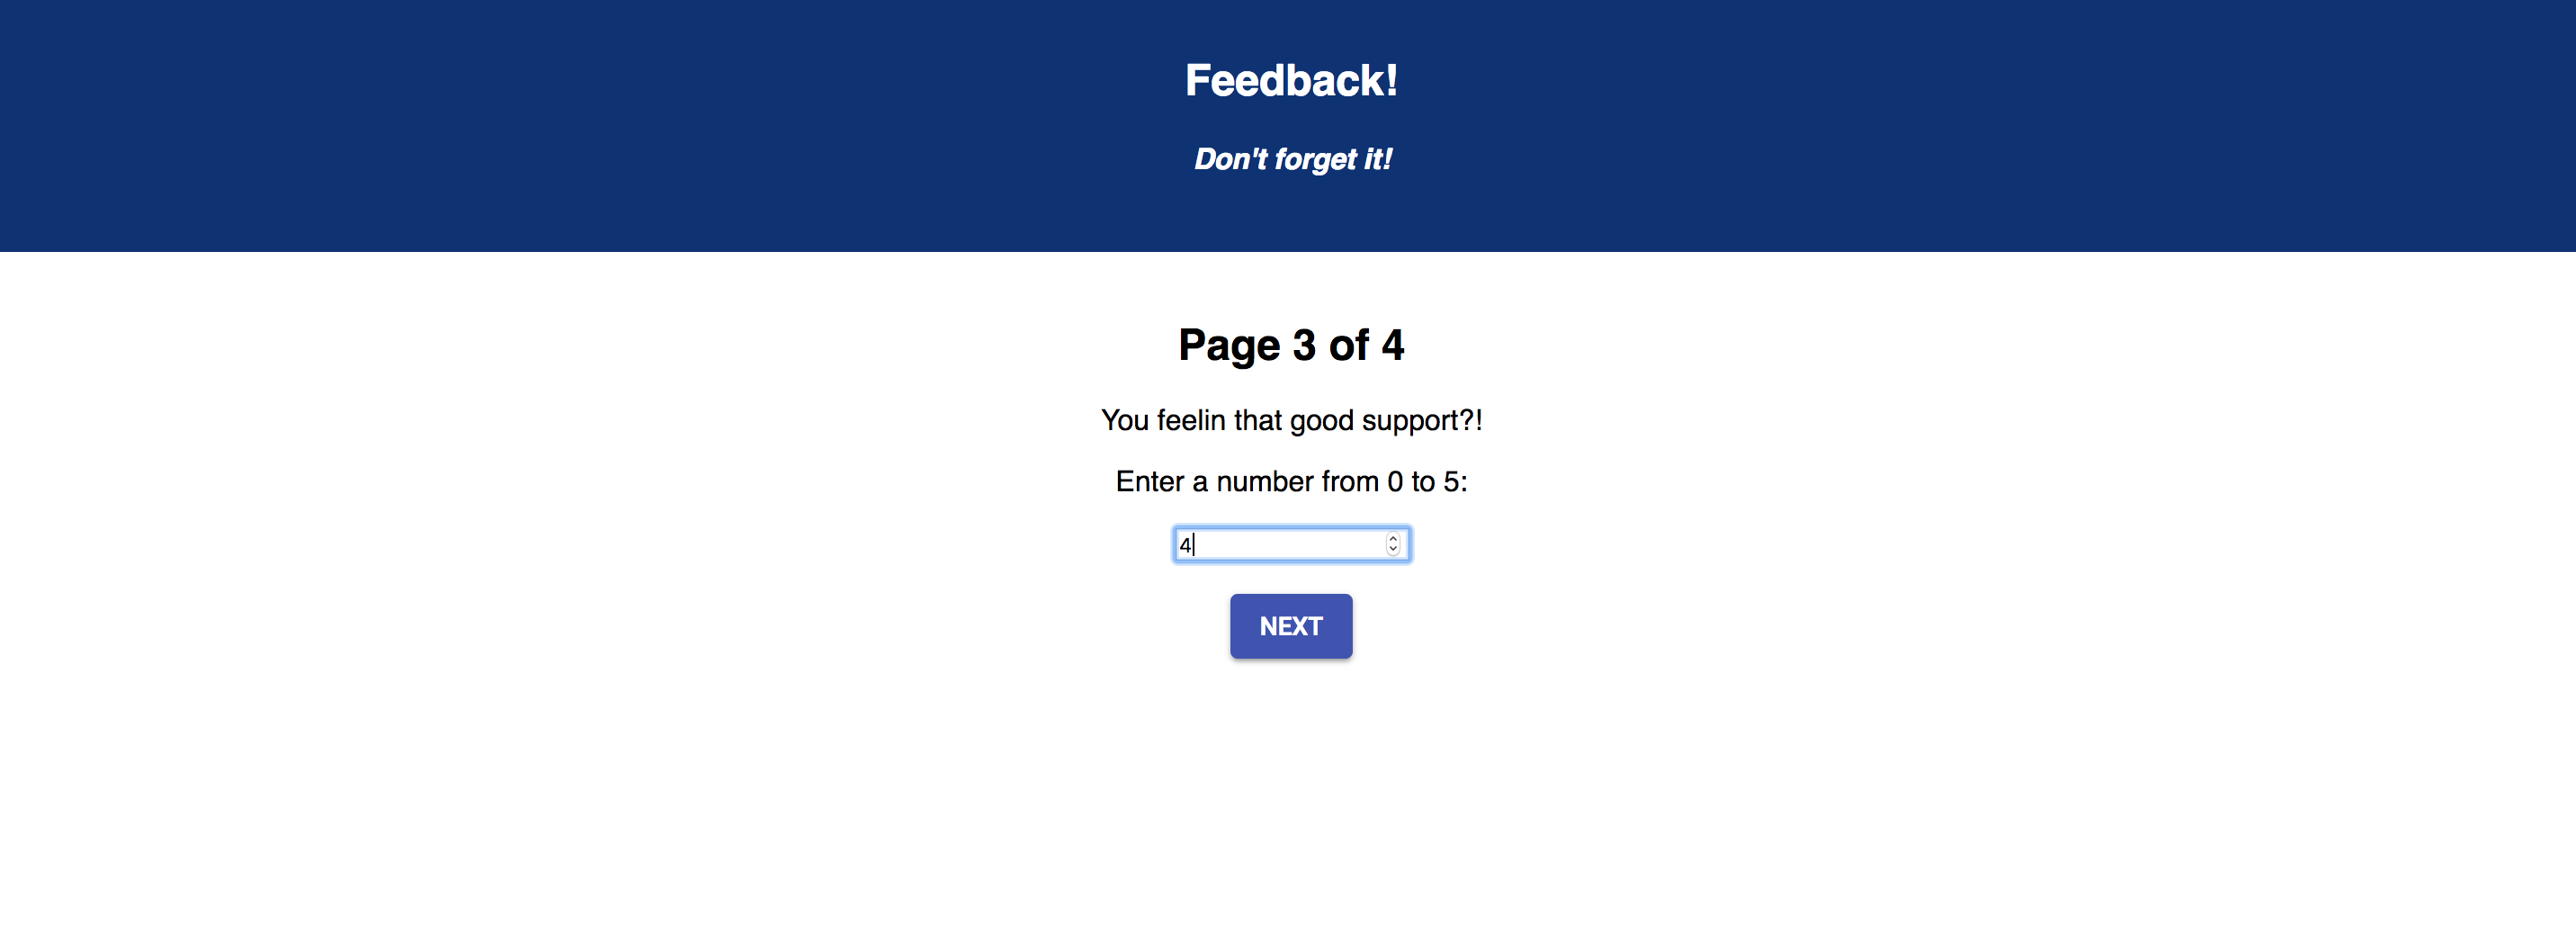 Feedback!
Don't forget it!
Page 3 of 4
You feelin that good support?!
Enter a number from 0 to 5:
4
NEXT